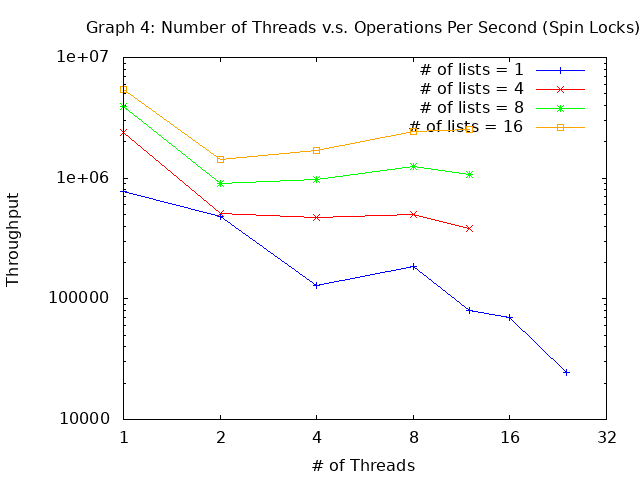 Graph 4: Number of Threads v.s. Operations Per Second (Spin Locks)
1e+07
1e+06
100000
10000
Throughput
# of lists = 1
# of lists = 4
# of lists = 8
# of lists = 16
1 2 4 8 16 32
# of Threads